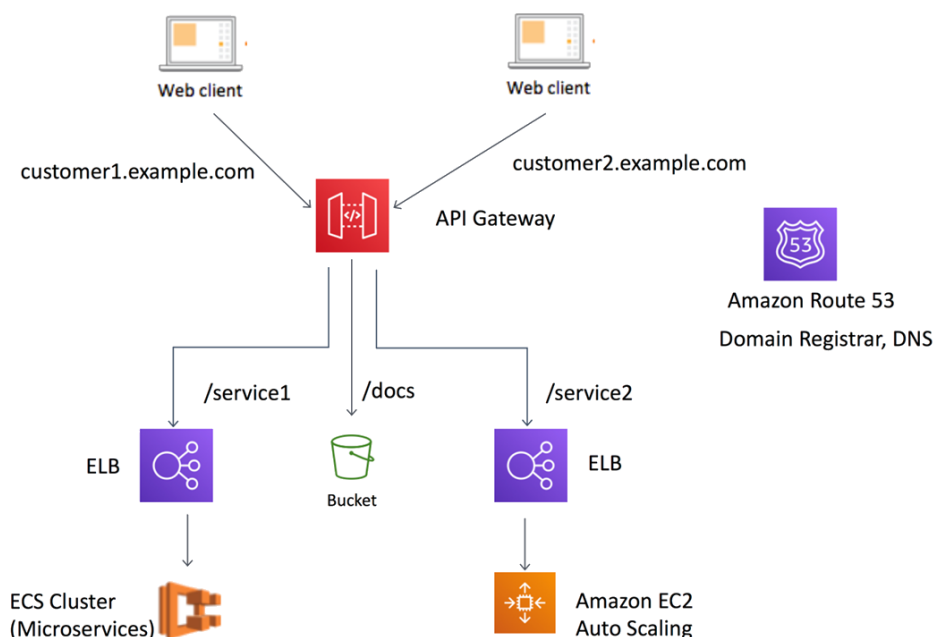 Web client
Web client
customer1.example.com
customer2.example.com
API Gateway
53
Amazon Route 53
Domain Registrar, DNS
/service1
/docs
/service2
ELB
ELB
Bucket
ECS Cluster
(Microservices)
Amazon EC2
Auto Scaling